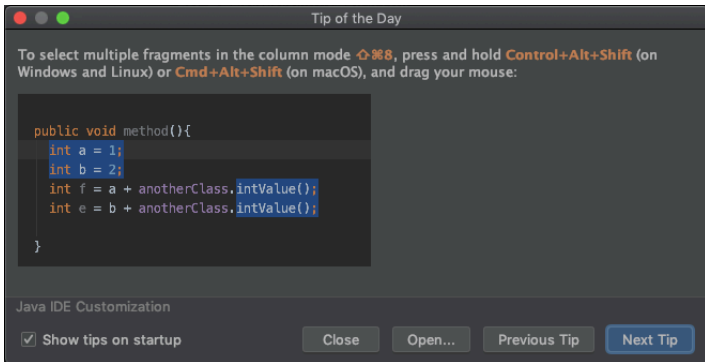 Tip of the Day
To select multiple fragments in the column mode ⇧⌘8, press and hold Control+Alt+Shift (on
Windows and Linux) or Cmd+Alt+Shift (on macOS), and drag your mouse:
public void method(){
int a = 1;
int b = 2;
int f = a + anotherClass.intValue();
int e = b + anotherClass.intValue();
}
Java IDE Customization
Show tips on startup
Close
Open...
Previous Tip
Next Tip